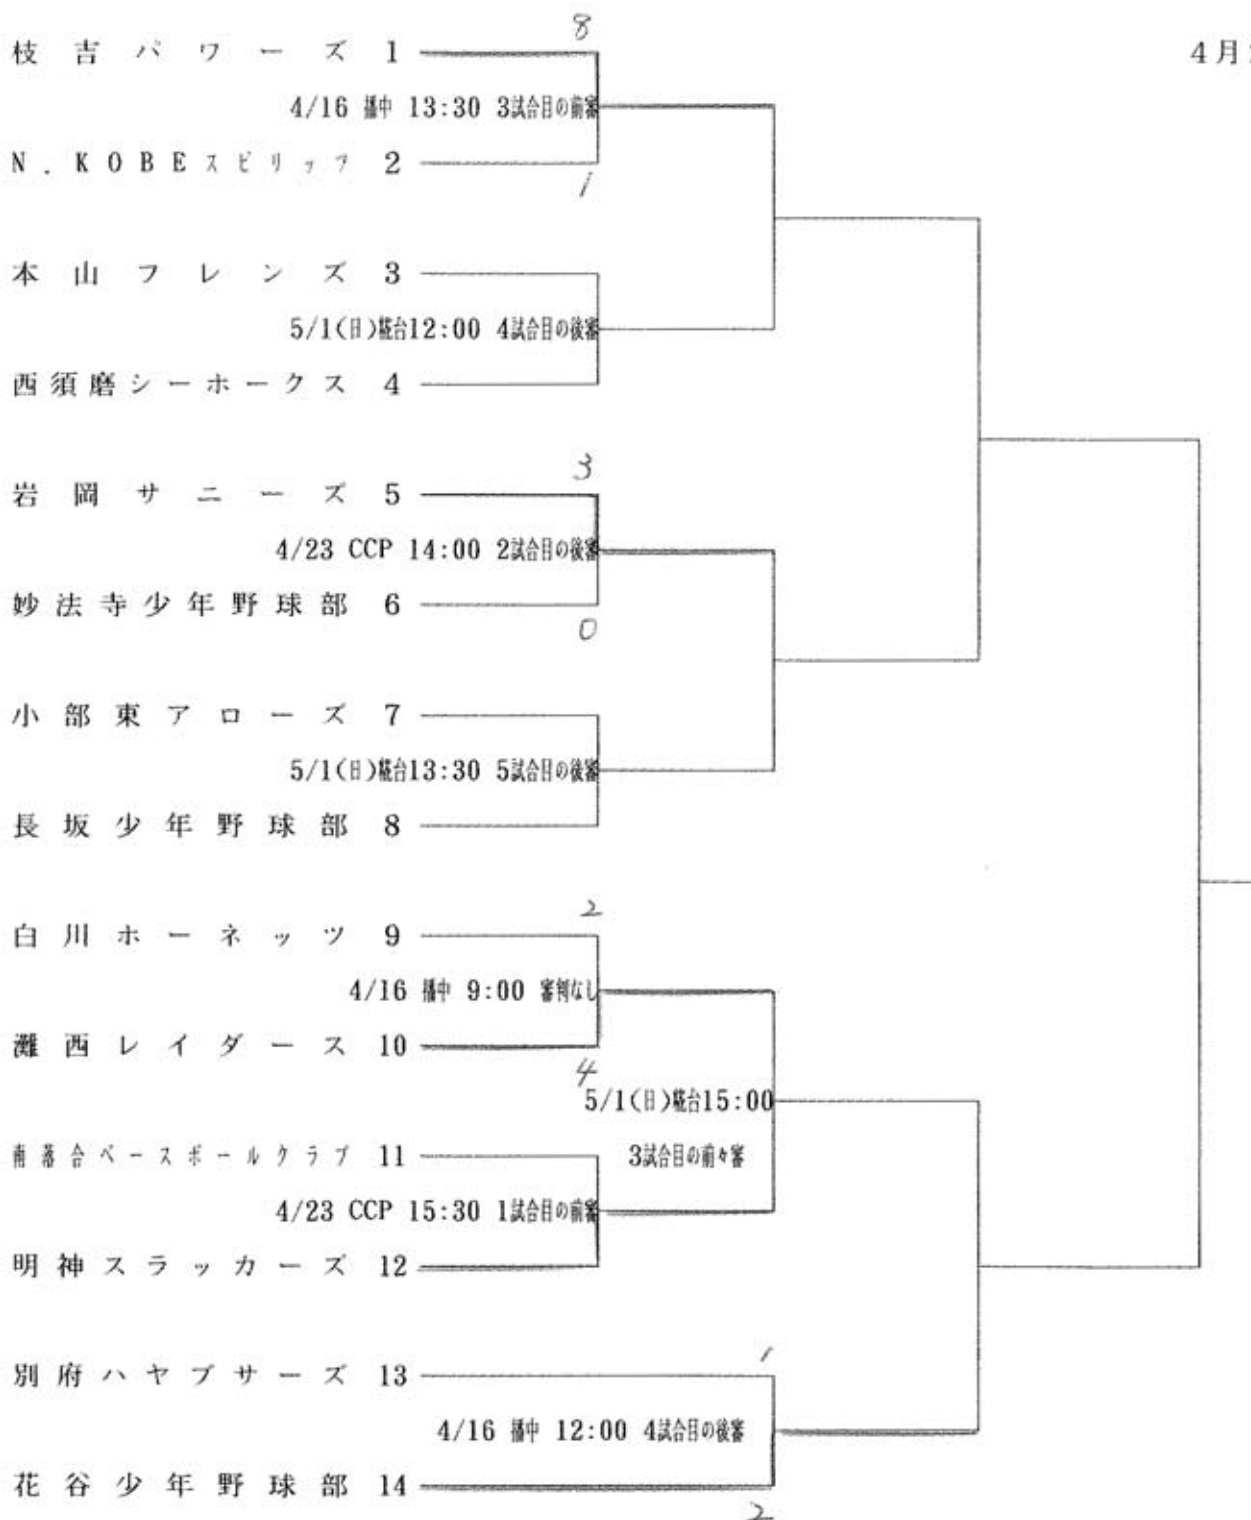 8
枝吉パワーズ 1
4月
4/16 播中 13:30 3試合目の前審
N.KOBEスピリッツ 2
1
本山フレンズ 3
5/1(日)糀台12:00 4試合目の後審
西須磨シーホークス 4
3
岩岡サニーズ 5
4/23 CCP 14:00 2試合目の後審
妙法寺少年野球部 6
0
小部東アローズ 7
5/1(日)糀台13:30 5試合目の後審
長坂少年野球部 8
2
白川ホーネッツ 9
4/16 播中 9:00 審判なし
灘西レイダース 10
4
5/1(日)糀台15:00
南落合ベースボールクラブ 11
3試合目の前々審
4/23 CCP 15:30 1試合目の前審
明神スラッカーズ 12
1
別府ハヤブサーズ 13
4/16 播中 12:00 4試合目の後審
花谷少年野球部 14
2